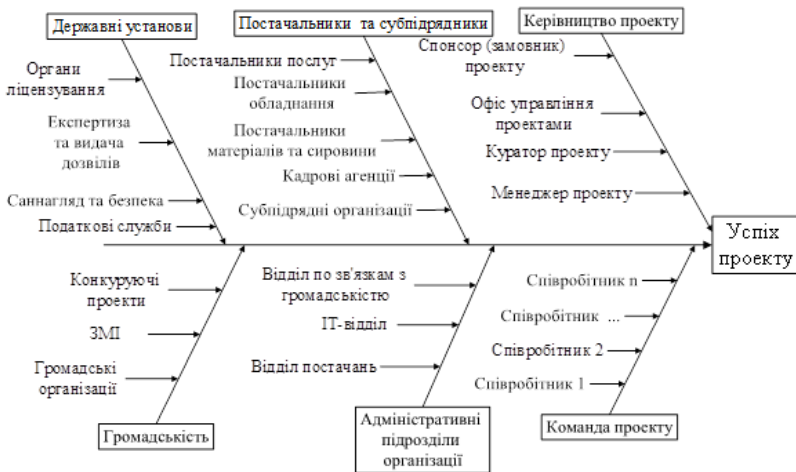 Державні установи
Органи
ліцензування
Експертиза
та видача
дозволів
Саннагляд та безпека
Податкові служби
Постачальники та субпідрядники
Постачальники послуг
Постачальники
обладнання
Постачальники
матеріалів та сировини
Кадрові агенції
Субпідрядні організації
Керівництво проекту
Спонсор (замовник)
проекту
Офіс управління
проектами
Куратор проекту
Менеджер проекту
Успіх
проекту
Конкуруючі
проекти
ЗМІ
Громадські
організації
Громадськість
Відділ по зв'язкам з
громадськістю
ІТ-відділ
Відділ постачань
Адміністративні
підрозділи
організації
Співробітник n
Співробітник ...
Співробітник 2
Співробітник 1
Команда проекту